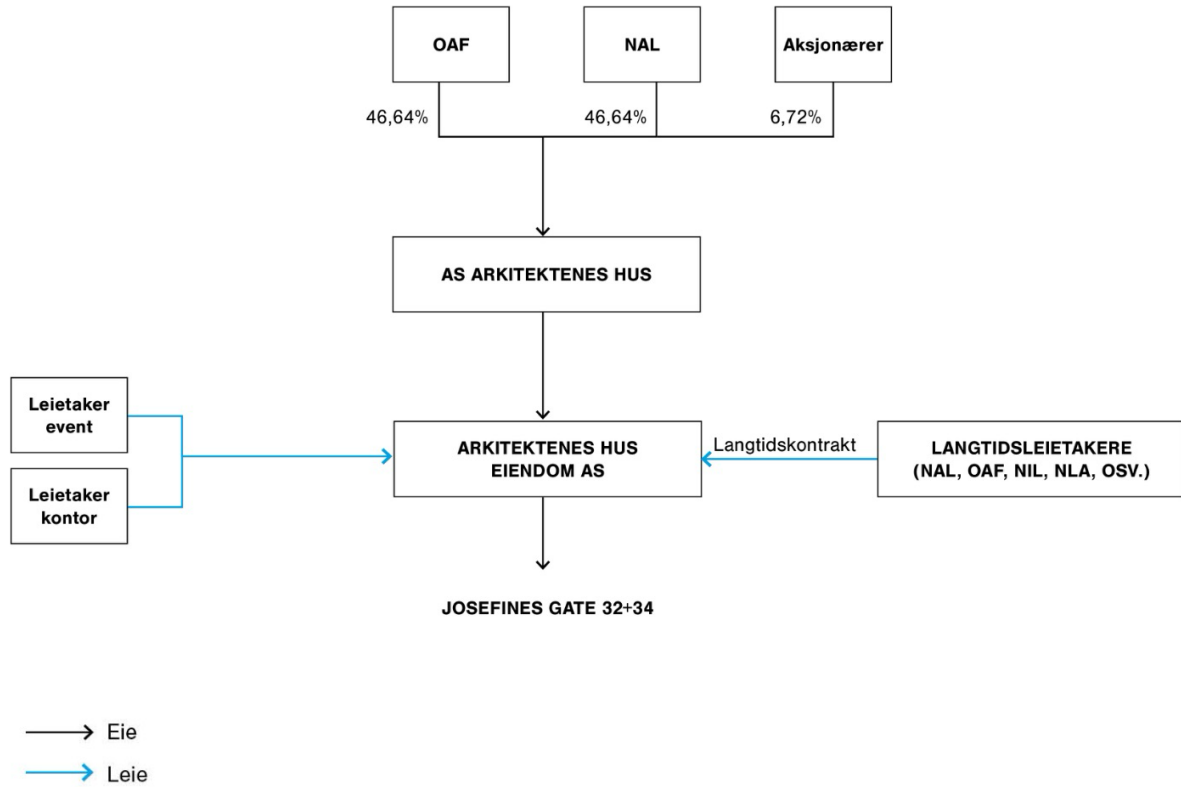 OAF
NAL
Aksjonærer
46,64%
46,64%
6,72%
AS ARKITEKTENES HUS
Leietaker
event
Leietaker
kontor
ARKITEKTENES HUS
EIENDOM AS
Langtidskontrakt
LANGTIDSLEIETAKERE
(NAL, OAF, NIL, NLA, OSV.)
JOSEFINES GATE 32+34
Eie
Leie